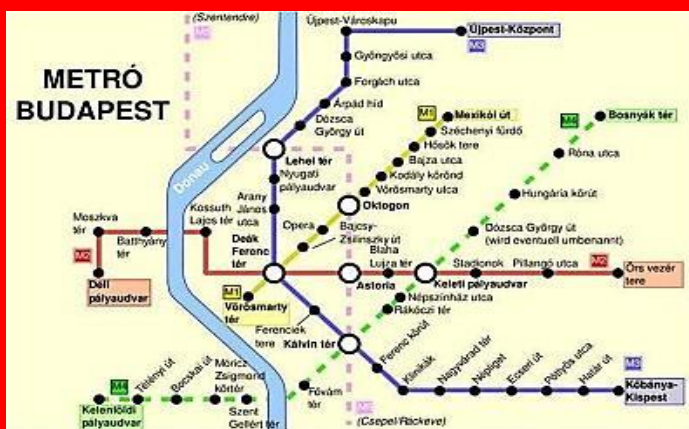 (Szentendre)
M5
METRÓ
BUDAPEST
Donau
Újpest-Városkapu
Újpest-Központ
M3
Gyöngyösi utca
Forgách utca
Árpád híd
Dózsca
György út
Lehel tér
Nyugati
pályaudvar
Arany
János
utca
Deák
Ferenc
tér
M1
Mexikói út
Széchenyi fürdő
Hősök tere
Bajza utca
Kodály körönd
Vörösmarty utca
Oktogon
Opera
Bajcsy-
Zsilinszky út
M4
Bosnyák tér
Róna utca
Hungária körút
Dózsca György út
(wird eventuell umbenannt)
Moszkva
tér
Batthyány
tér
Kossuth
Lajos tér
M2
Déli
pályaudvar
M1
Vörösmarty
tér
Astoria
Blaha
Lujza tér
Keleti pályaudvar
Stadionok
Pillangó utca
M2
Örs vezér
tere
Népszínház utca
Rákóczi tér
Ferenciek
tere
Kálvin tér
Ferenc körút
Klinikák
Nagyvárad tér
Népliget
Ecseri út
Pöttyös utca
Határ út
M3
Kőbánya-
Kispest
M4
Kelenföldi
pályaudvar
Tétényi út
Bocskai út
Móricz
Zsigmond
körtér
Szent
Gellért tér
Fővám
tér
M5
(Csepel/Ráckeve)